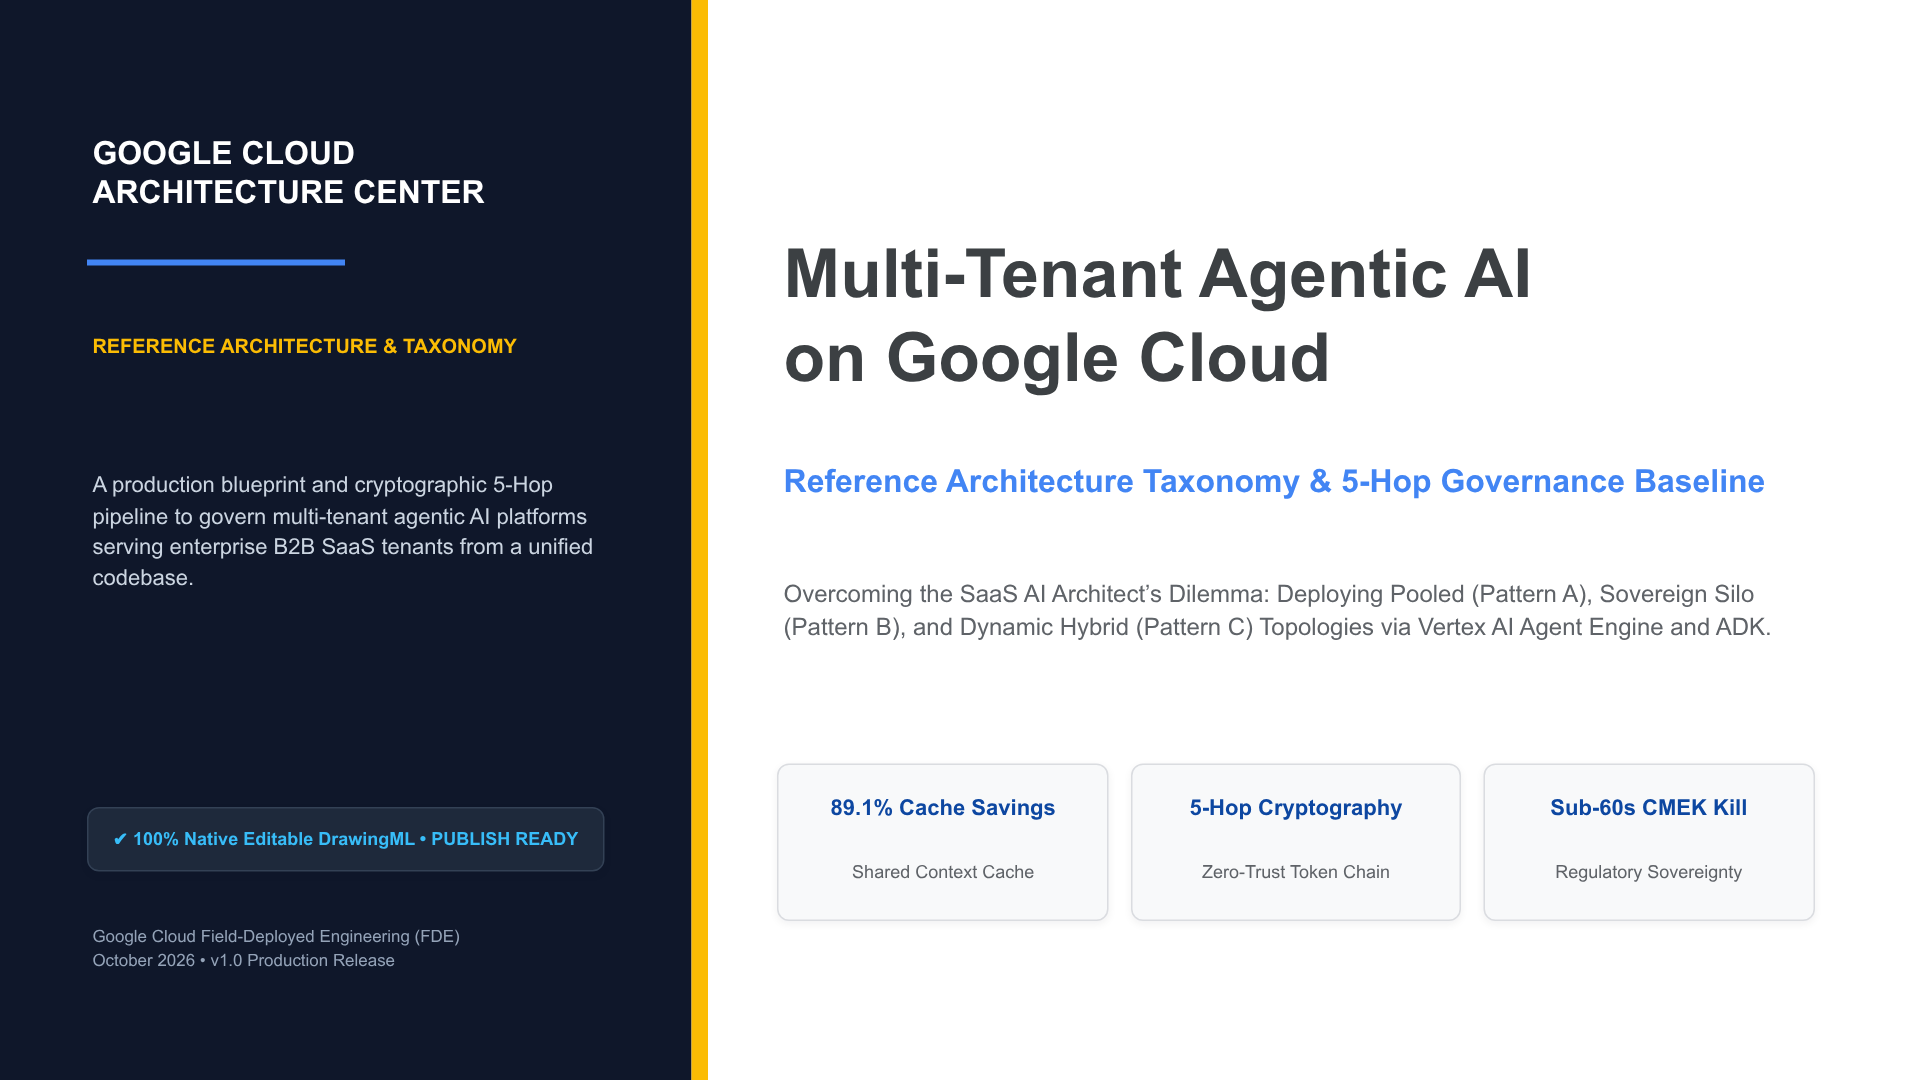 GOOGLE CLOUD
ARCHITECTURE CENTER
REFERENCE ARCHITECTURE & TAXONOMY
A production blueprint and cryptographic 5-Hop
pipeline to govern multi-tenant agentic AI platforms
serving enterprise B2B SaaS tenants from a unified
codebase.
✔ 100% Native Editable DrawingML • PUBLISH READY
Google Cloud Field-Deployed Engineering (FDE)
October 2026 • v1.0 Production Release
Multi-Tenant Agentic AI
on Google Cloud
Reference Architecture Taxonomy & 5-Hop Governance Baseline
Overcoming the SaaS AI Architect’s Dilemma: Deploying Pooled (Pattern A), Sovereign Silo
(Pattern B), and Dynamic Hybrid (Pattern C) Topologies via Vertex AI Agent Engine and ADK.
89.1% Cache Savings
Shared Context Cache
5-Hop Cryptography
Zero-Trust Token Chain
Sub-60s CMEK Kill
Regulatory Sovereignty